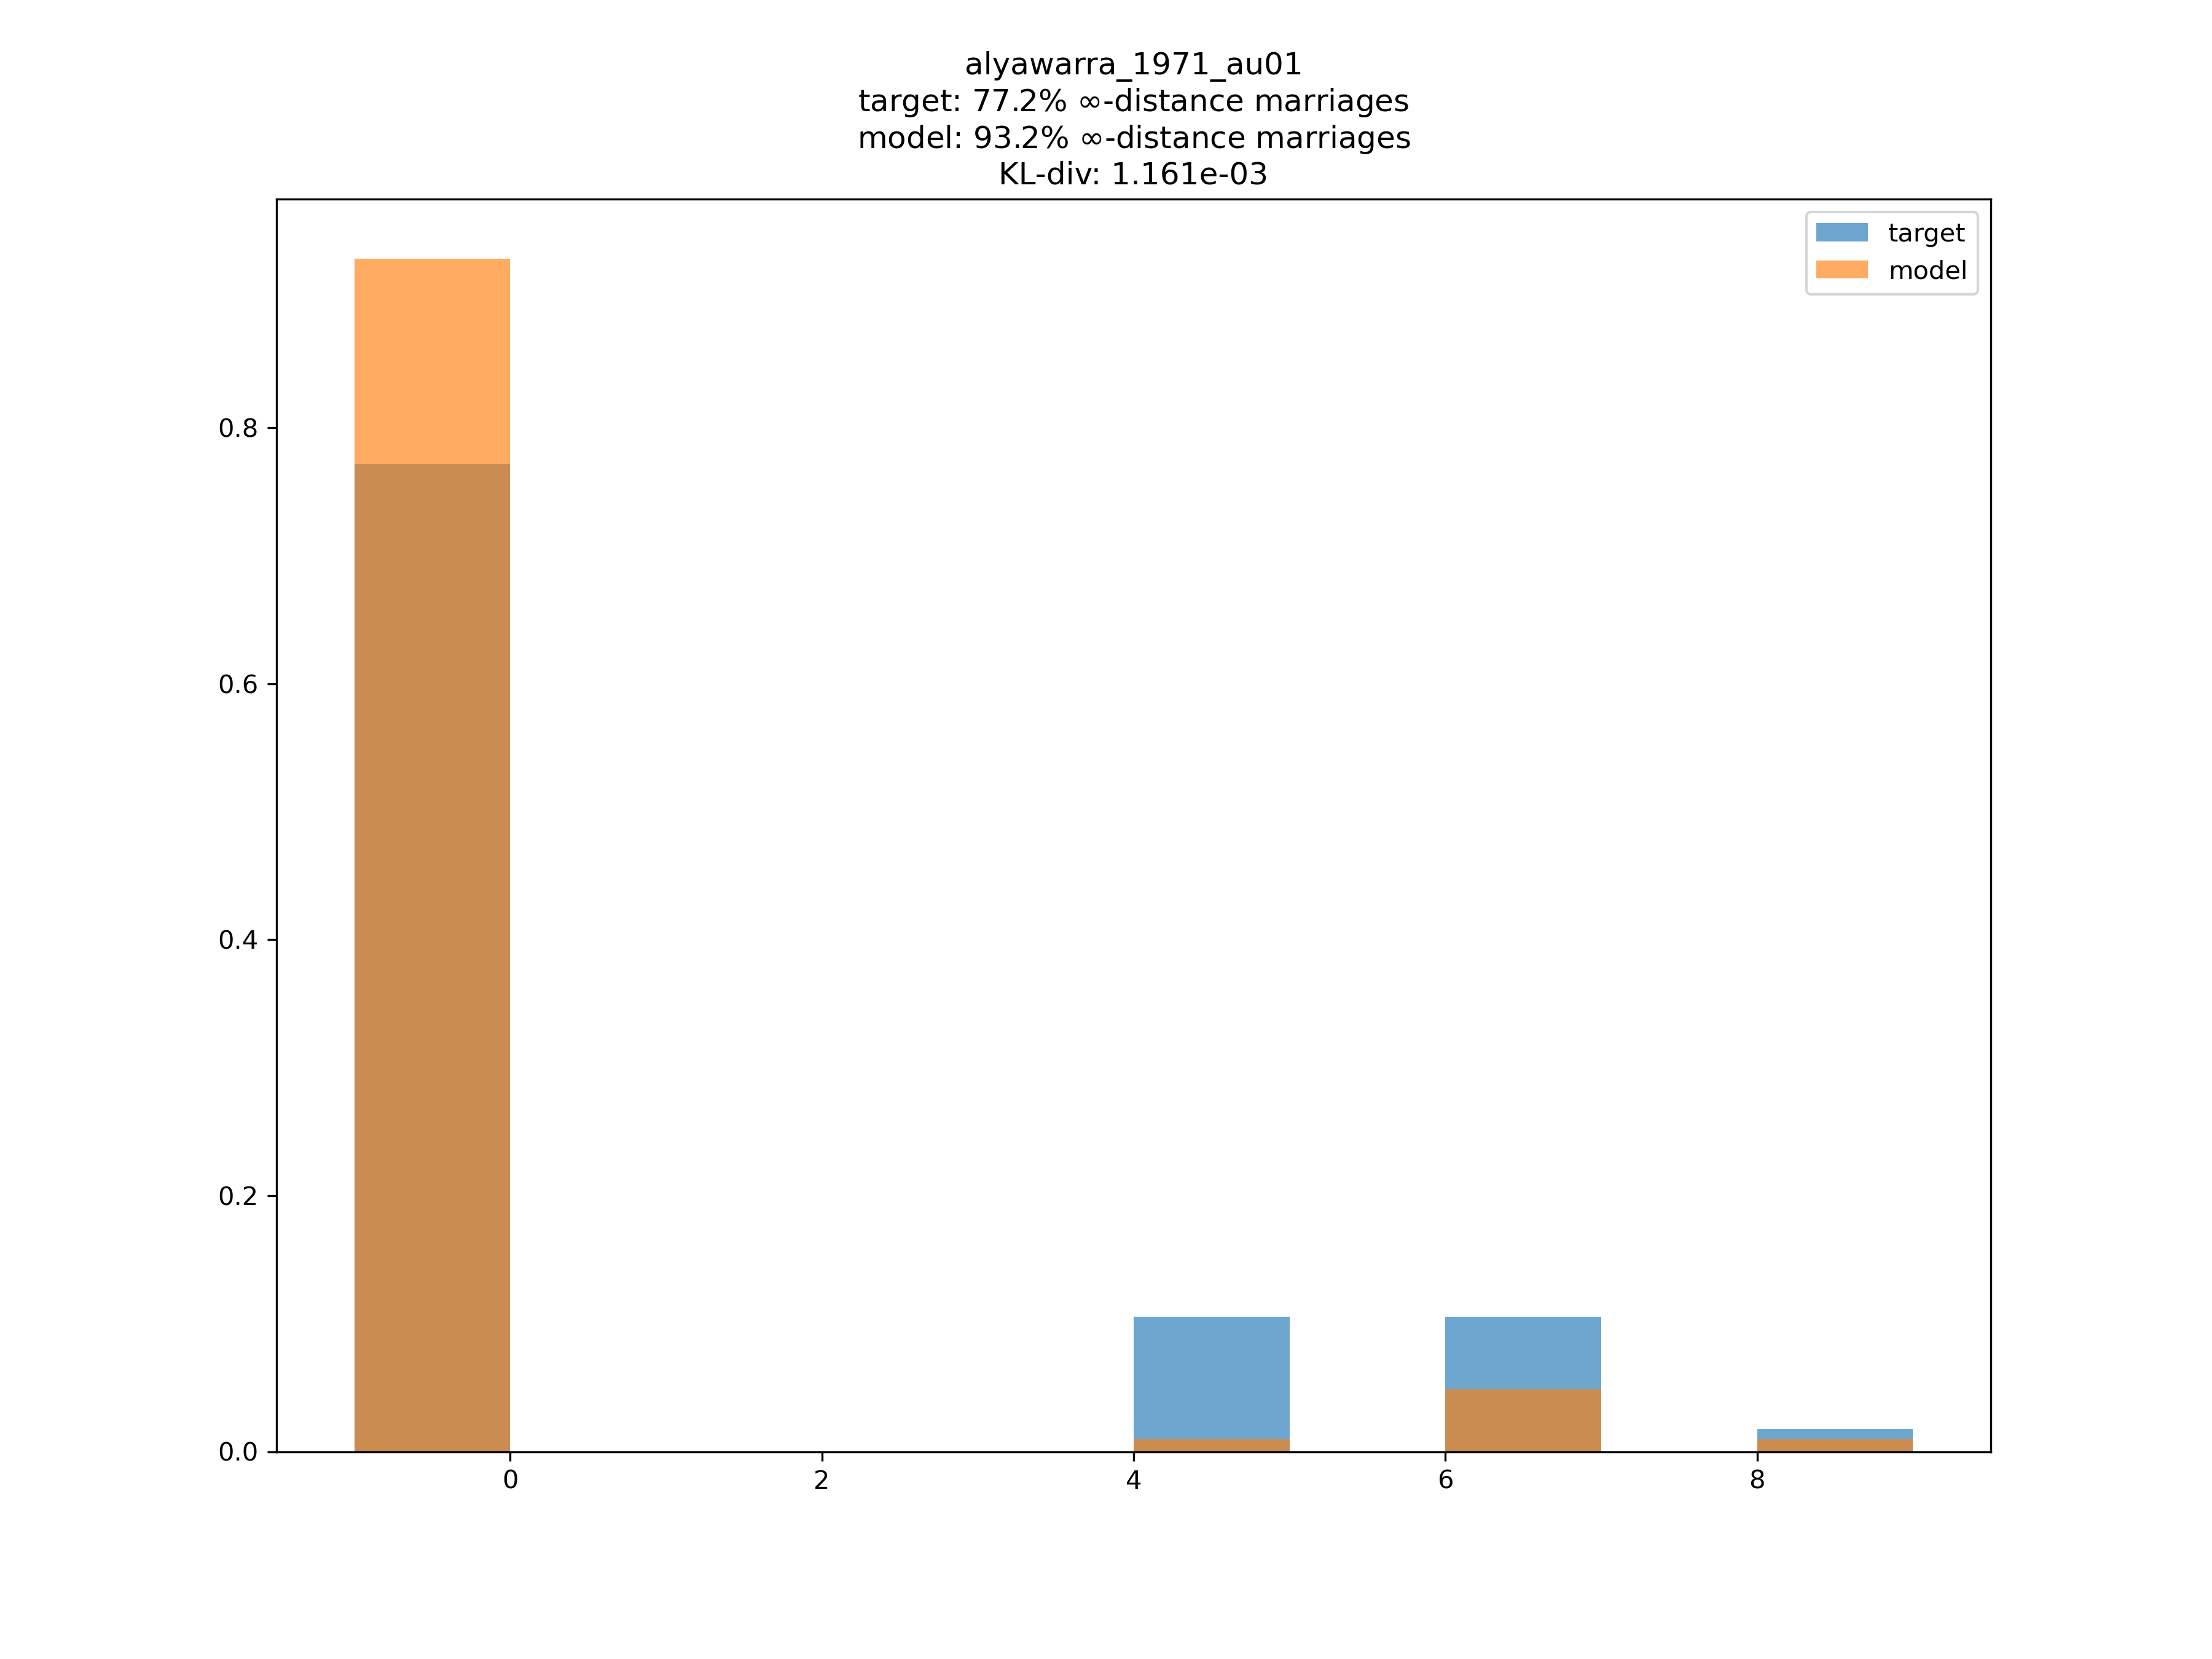 alyawarra_1971_au01
target: 77.2% ∞-distance marriages
model: 93.2% ∞-distance marriages
KL-div: 1.161e-03
target
model
0.8
0.6
0.4
0.2
0.0
0 2 4 6 8